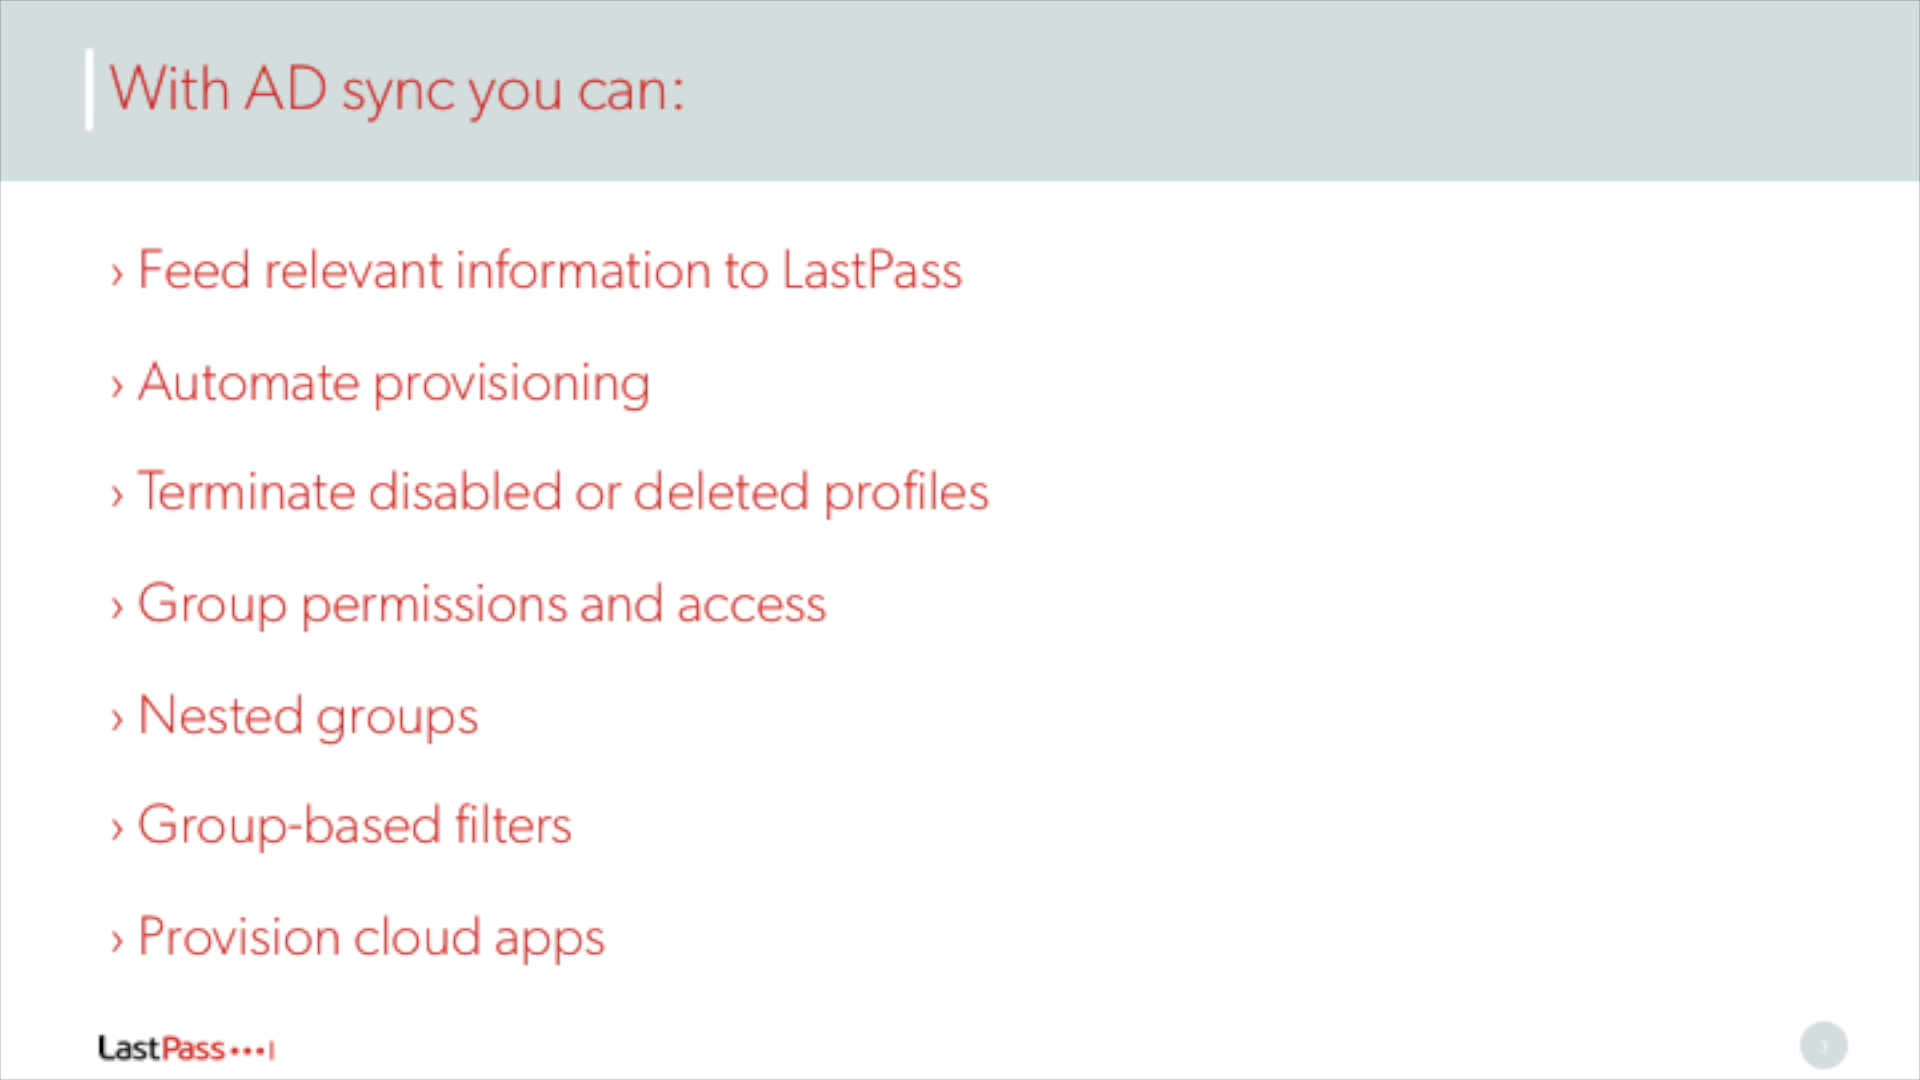 With AD sync you can:
› Feed relevant information to LastPass
› Automate provisioning
› Terminate disabled or deleted profiles
› Group permissions and access
› Nested groups
› Group-based filters
› Provision cloud apps
LastPass •••|